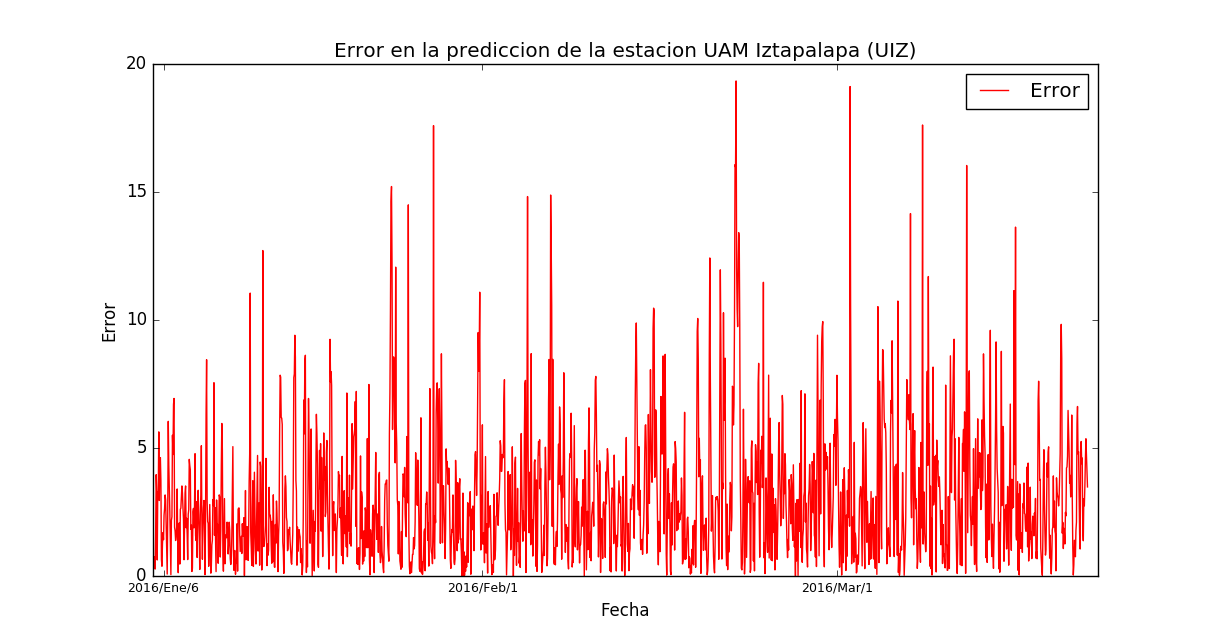 Error en la prediccion de la estacion UAM Iztapalapa (UIZ)
20
Error
15
10
Error
5
0
2016/Ene/6 2016/Feb/1 2016/Mar/1
Fecha